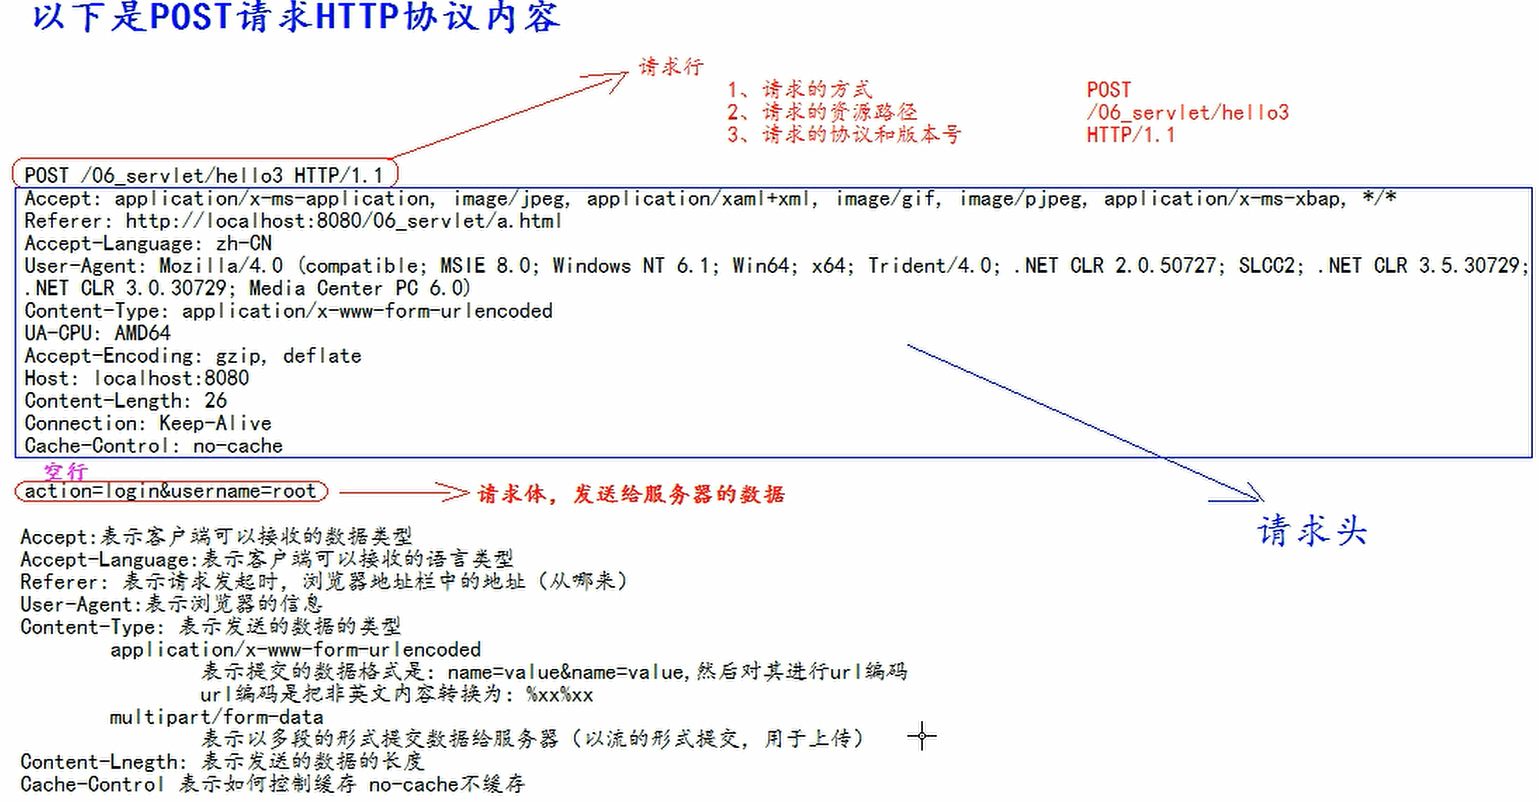 以下是POST请求HTTP协议内容
请求行
1、请求的方式 POST
2、请求的资源路径 /06_servlet/hello3
3、请求的协议和版本号 HTTP/1.1
POST /06_servlet/hello3 HTTP/1.1
Accept: application/x-ms-application, image/jpeg, application/xaml+xml, image/gif, image/pjpeg, application/x-ms-xbap, */*
Referer: http://localhost:8080/06_servlet/a.html
Accept-Language: zh-CN
User-Agent: Mozilla/4.0 (compatible; MSIE 8.0; Windows NT 6.1; Win64; x64; Trident/4.0; .NET CLR 2.0.50727; SLCC2; .NET CLR 3.5.30729;
.NET CLR 3.0.30729; Media Center PC 6.0)
Content-Type: application/x-www-form-urlencoded
UA-CPU: AMD64
Accept-Encoding: gzip, deflate
Host: localhost:8080
Content-Length: 26
Connection: Keep-Alive
Cache-Control: no-cache
空行
action=login&username=root 请求体，发送给服务器的数据
请求头
Accept:表示客户端可以接收的数据类型
Accept-Language:表示客户端可以接收的语言类型
Referer: 表示请求发起时，浏览器地址栏中的地址（从哪来）
User-Agent:表示浏览器的信息
Content-Type: 表示发送的数据的类型
application/x-www-form-urlencoded
表示提交的数据格式是: name=value&name=value,然后对其进行url编码
url编码是把非英文内容转换为: %xx%xx
multipart/form-data
表示以多段的形式提交数据给服务器（以流的形式提交，用于上传）
Content-Lnegth: 表示发送的数据的长度
Cache-Control 表示如何控制缓存 no-cache不缓存